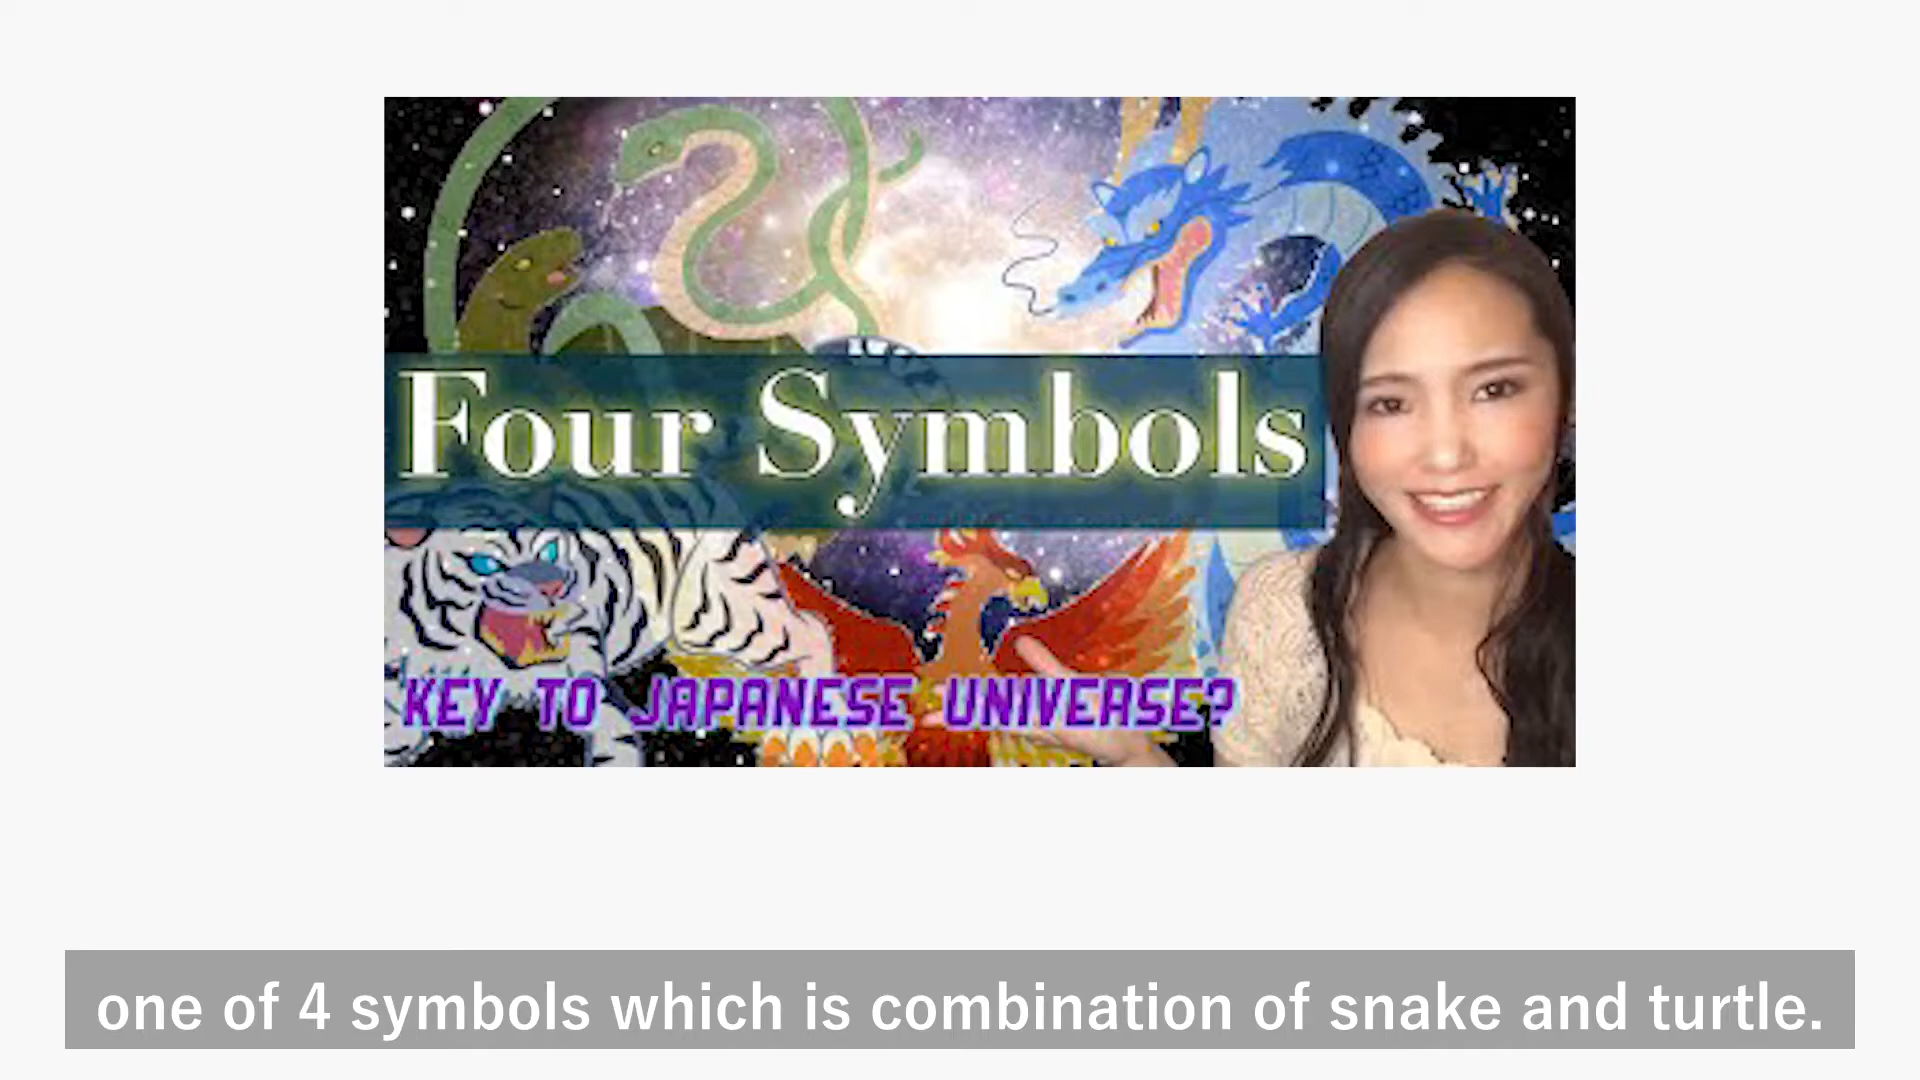 Four Symbols
KEY TO JAPANESE UNIVERSE?
one of 4 symbols which is combination of snake and turtle.